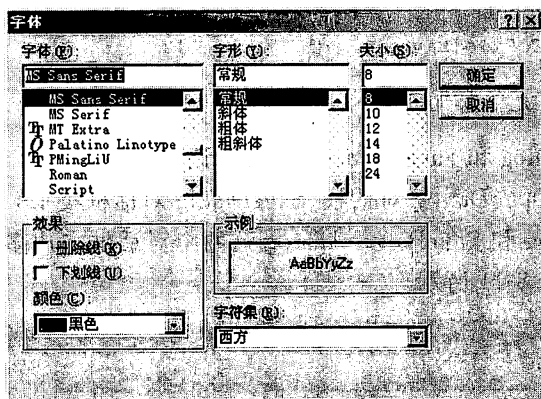 字体
字体(F):
字形(Y):
大小(S):
MS Sans Serif
常规
8
确定
取消
MS Sans Serif
MS Serif
MT Extra
Palatino Linotype
PMingLiU
Roman
Script
常规
斜体
粗体
粗斜体
8
10
12
14
18
24
效果
删除线(K)
下划线(U)
颜色(C):
黑色
示例
AaBbYyZz
字符集(R):
西方